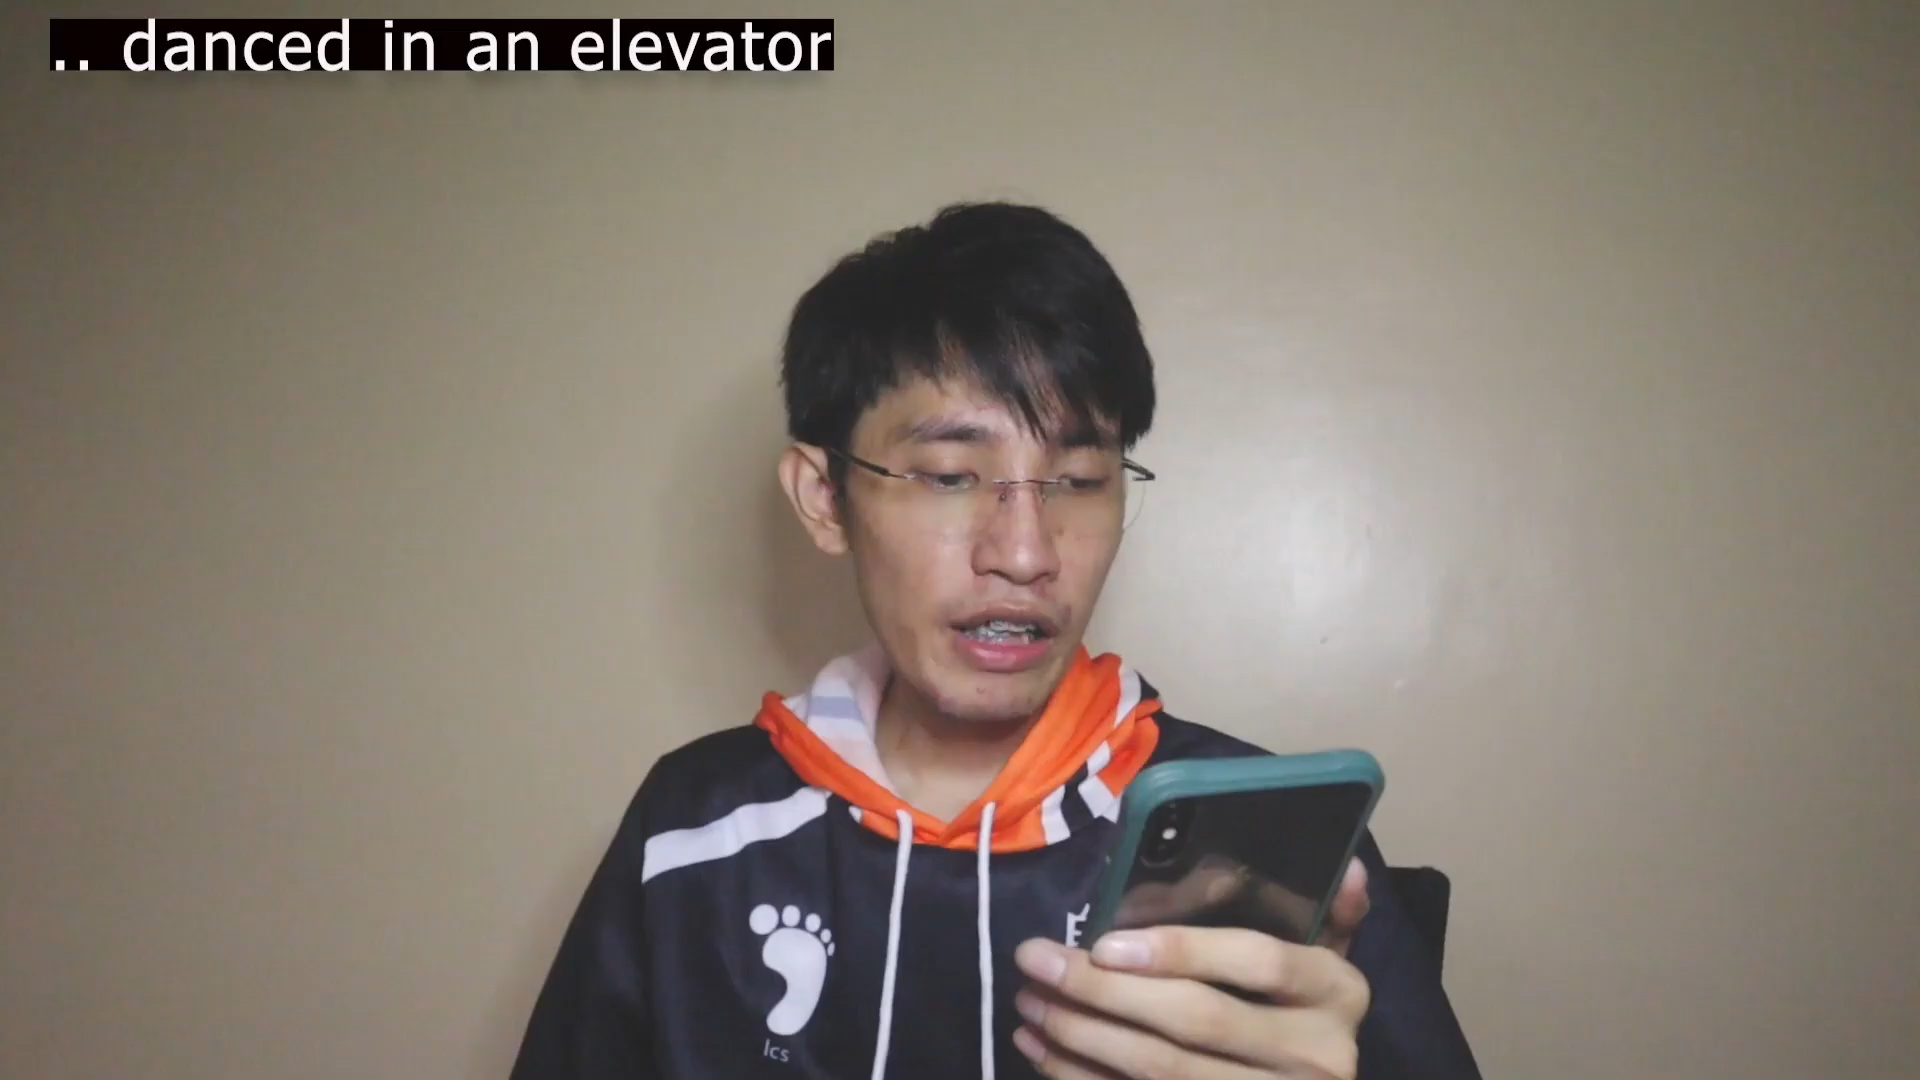 .. danced in an elevator
lcs